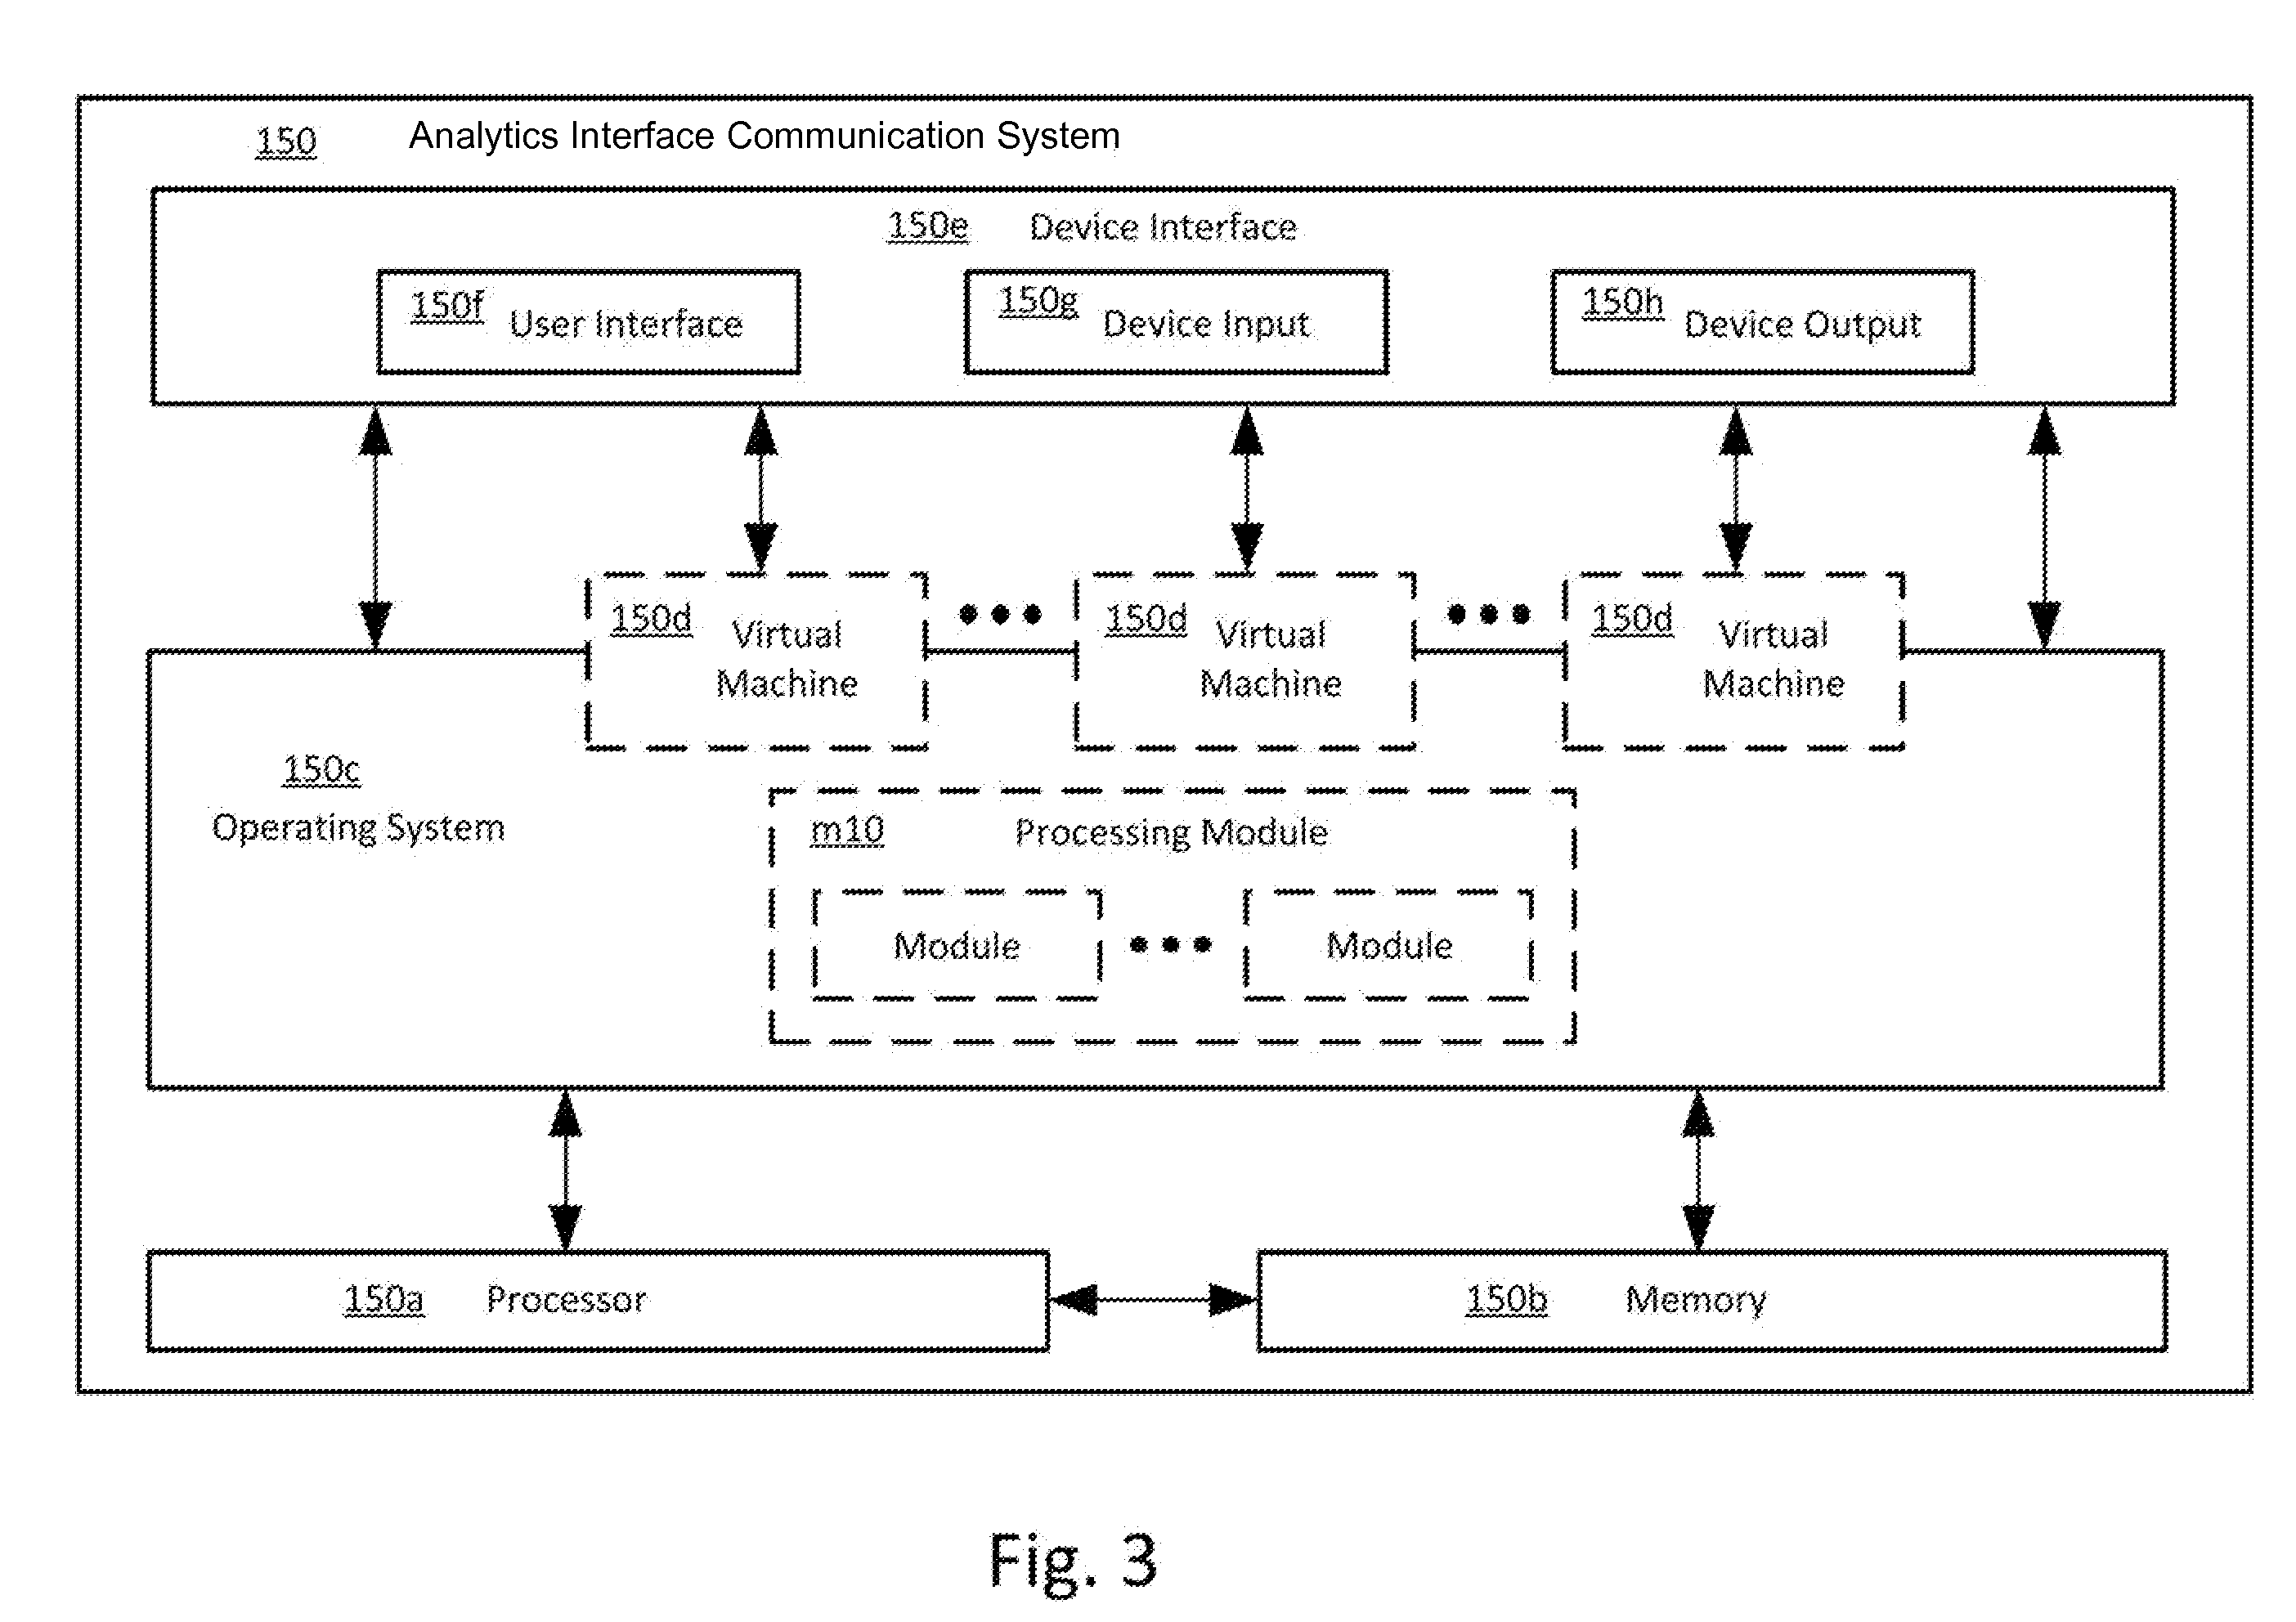 150 Analytics Interface Communication System
150e Device Interface
150f User Interface
150g Device Input
150h Device Output
150d Virtual Machine
150d Virtual Machine
150d Virtual Machine
150c
Operating System
m10 Processing Module
Module
Module
150a Processor
150b Memory
Fig. 3